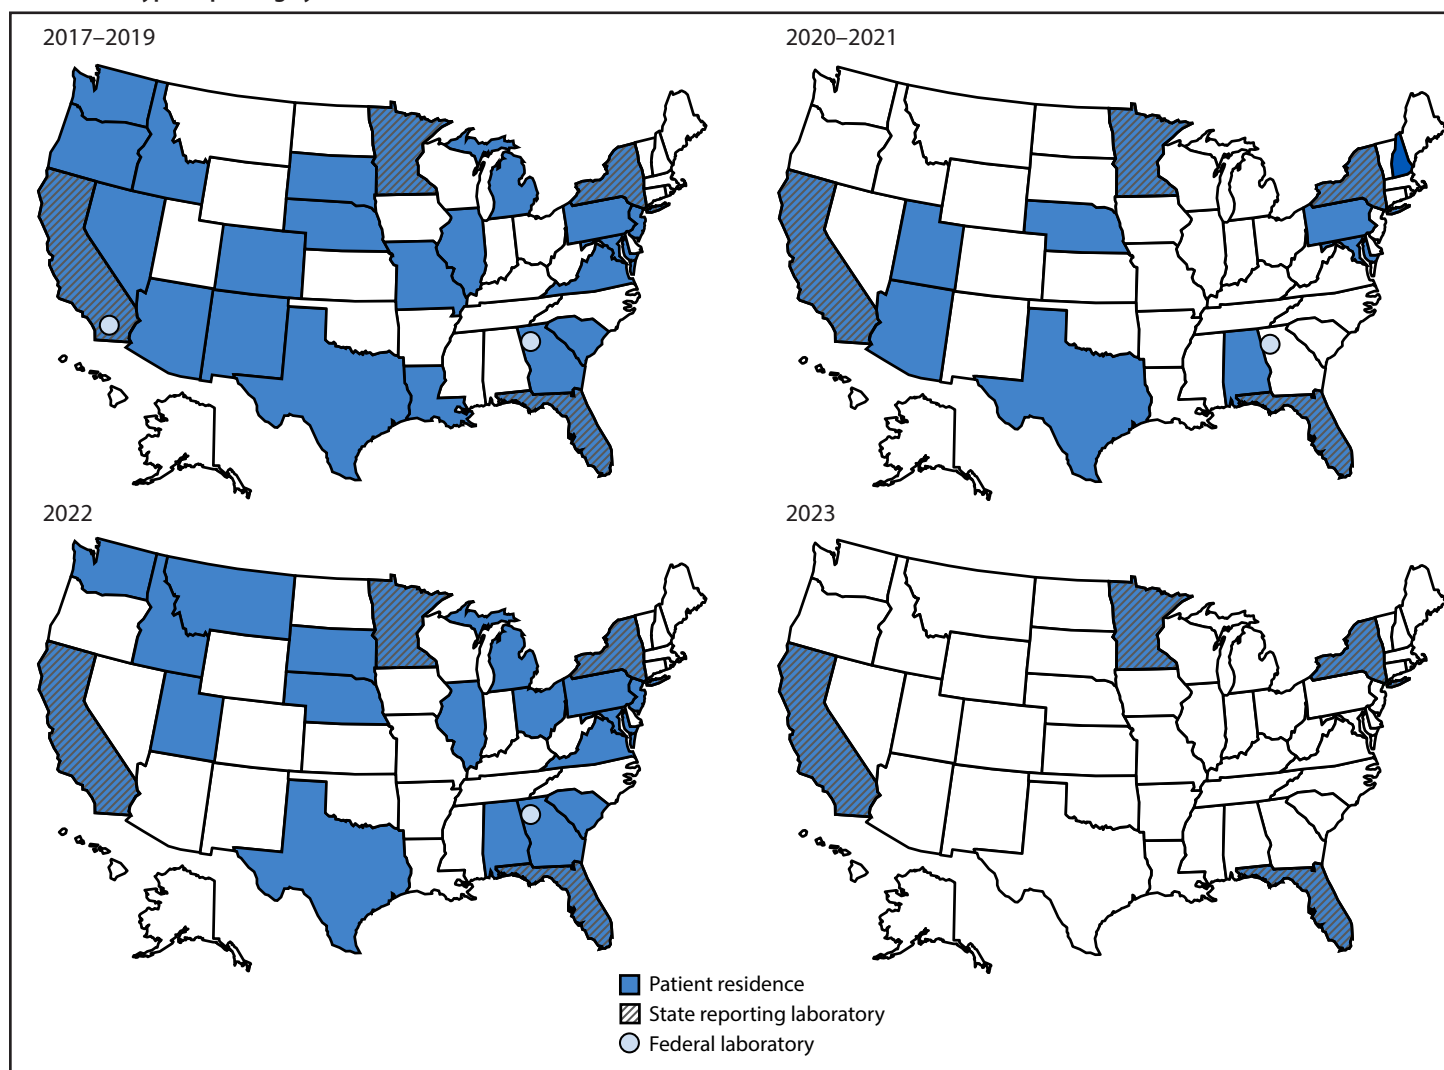 2017–2019
2020–2021
2022
2023
Patient residence
State reporting laboratory
Federal laboratory